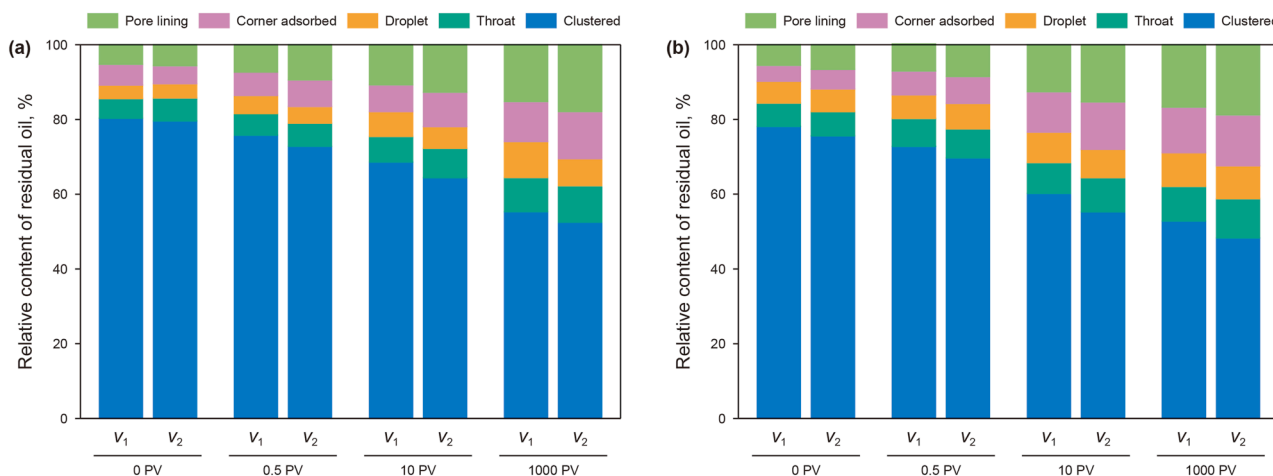 Pore lining Corner adsorbed Droplet Throat Clustered
(a)
Relative content of residual oil, %
100
80
60
40
20
0
V1 V2 V1 V2 V1 V2 V1 V2
0 PV 0.5 PV 10 PV 1000 PV
Pore lining Corner adsorbed Droplet Throat Clustered
(b)
Relative content of residual oil, %
100
80
60
40
20
0
V1 V2 V1 V2 V1 V2 V1 V2
0 PV 0.5 PV 10 PV 1000 PV